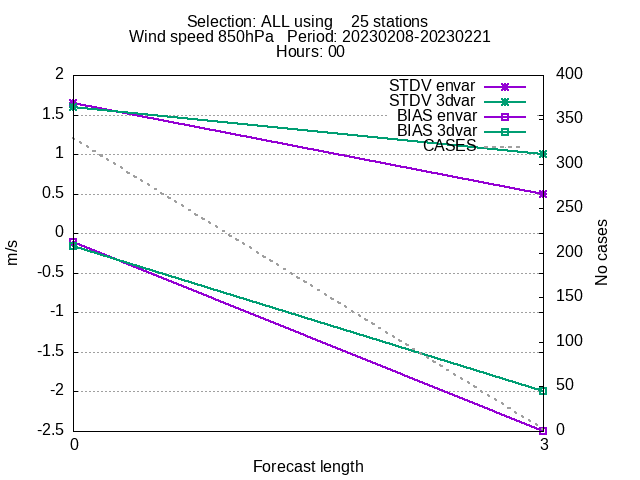 Selection: ALL using    25 stations
Wind speed 850hPa   Period: 20230208-20230221
Hours: 00
STDV envar
STDV 3dvar
BIAS envar
BIAS 3dvar
CASES
2
1.5
1
0.5
0
-0.5
-1
-1.5
-2
-2.5
400
350
300
250
200
150
100
50
0
m/s
No cases
0
3
Forecast length